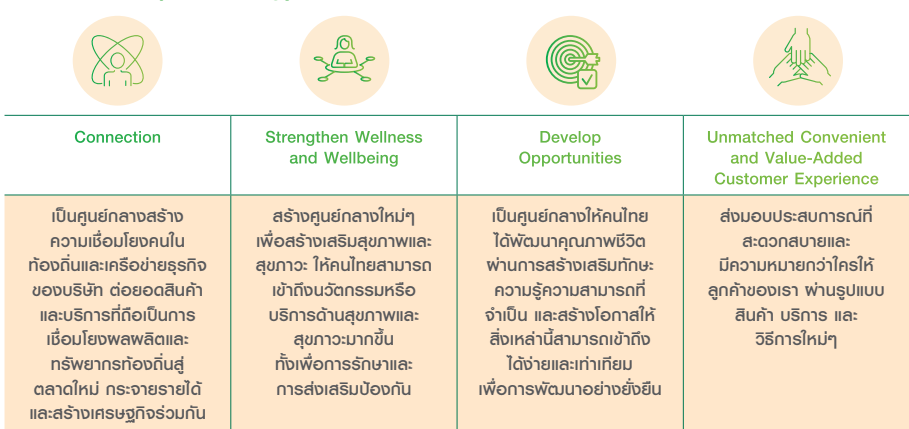 Connection
เป็นศูนย์กลางสร้าง
ความเชื่อมโยงคนใน
ท้องถิ่นและเครือข่ายธุรกิจ
ของบริษัท ต่อยอดสินค้า
และบริการที่ถือเป็นการ
เชื่อมโยงผลผลิตและ
ทรัพยากรท้องถิ่นสู่
ตลาดใหม่ กระจายรายได้
และสร้างเศรษฐกิจร่วมกัน
Strengthen Wellness
and Wellbeing
สร้างศูนย์กลางใหม่ๆ
เพื่อสร้างเสริมสุขภาพและ
สุขภาวะ ให้คนไทยสามารถ
เข้าถึงนวัตกรรมหรือ
บริการด้านสุขภาพและ
สุขภาวะมากขึ้น
ทั้งเพื่อการรักษาและ
การส่งเสริมป้องกัน
Develop
Opportunities
เป็นศูนย์กลางให้คนไทย
ได้พัฒนาคุณภาพชีวิต
ผ่านการสร้างเสริมทักษะ
ความรู้ความสามารถที่
จำเป็น และสร้างโอกาสให้
สิ่งเหล่านี้สามารถเข้าถึง
ได้ง่ายและเท่าเทียม
เพื่อการพัฒนาอย่างยั่งยืน
Unmatched Convenient
and Value-Added
Customer Experience
ส่งมอบประสบการณ์ที่
สะดวกสบายและ
มีความหมายกว่าใครให้
ลูกค้าของเรา ผ่านรูปแบบ
สินค้า บริการ และ
วิธีการใหม่ๆ